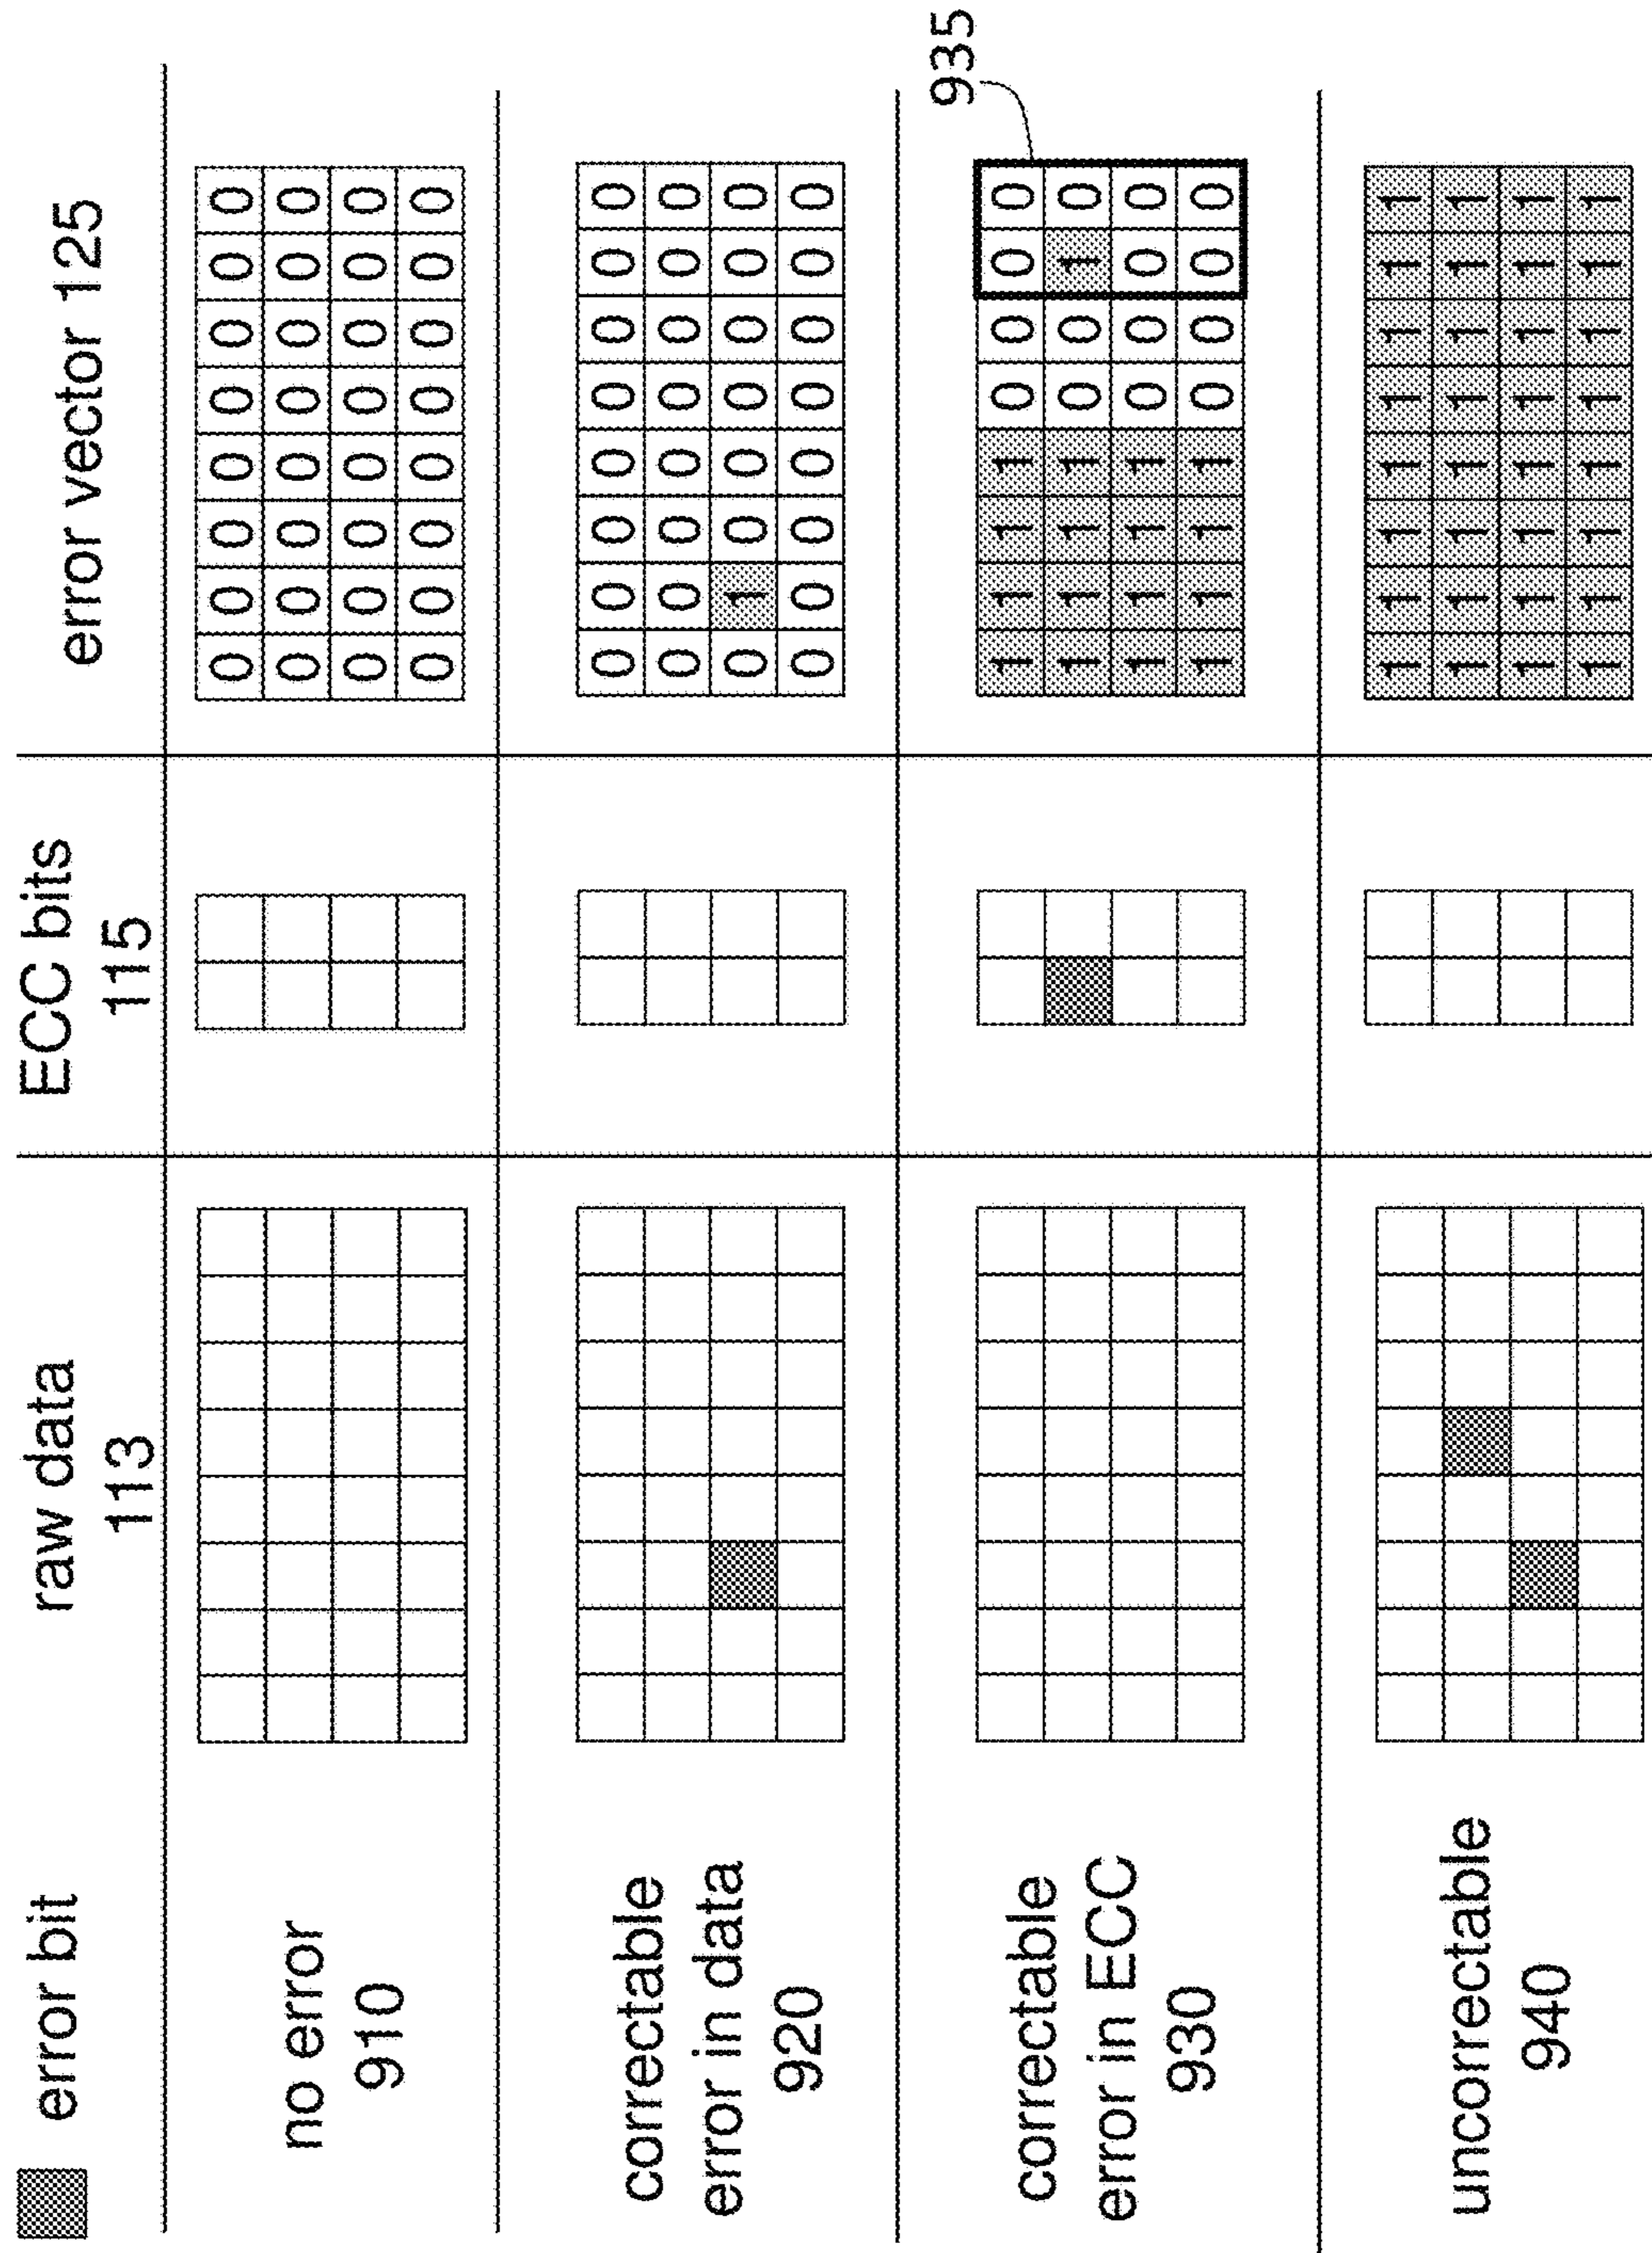 error bit
raw data
113
ECC bits
115
error vector 125
no error
910
0 0 0 0 0 0 0 0
0 0 0 0 0 0 0 0
0 0 0 0 0 0 0 0
0 0 0 0 0 0 0 0
correctable
error in data
920
0 0 0 0 0 0 0 0
0 0 0 0 0 0 0 0
0 1 0 0 0 0 0 0
0 0 0 0 0 0 0 0
correctable
error in ECC
930
935
1 1 1 1 0 0 0 0
1 1 1 1 0 0 1 0
1 1 1 1 0 0 0 0
1 1 1 1 0 0 0 0
uncorrectable
940
1 1 1 1 1 1 1 1
1 1 1 1 1 1 1 1
1 1 1 1 1 1 1 1
1 1 1 1 1 1 1 1